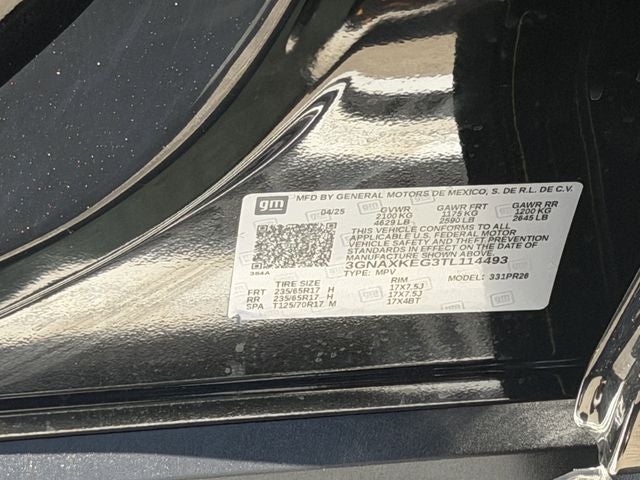 gm
MFD BY GENERAL MOTORS DE MEXICO, S. DE R.L. DE C.V.
04/25 GVWR GAWR FRT GAWR RR
2100 KG 1175 KG 1200 KG
4629 LB 2590 LB 2645 LB
THIS VEHICLE CONFORMS TO ALL
APPLICABLE U.S. FEDERAL MOTOR
VEHICLE SAFETY AND THEFT
PREVENTION STANDARDS IN EFFECT ON THE DATE OF
MANUFACTURE SHOWN ABOVE.
3GNAXKEG3TL114493
TYPE: MPV MODEL: 331PR26
TIRE SIZE RIM
FRT 235/65R17 H 17X7.5J
RR 235/65R17 H 17X7.5J
SPA T125/70R17 M 17X4BT